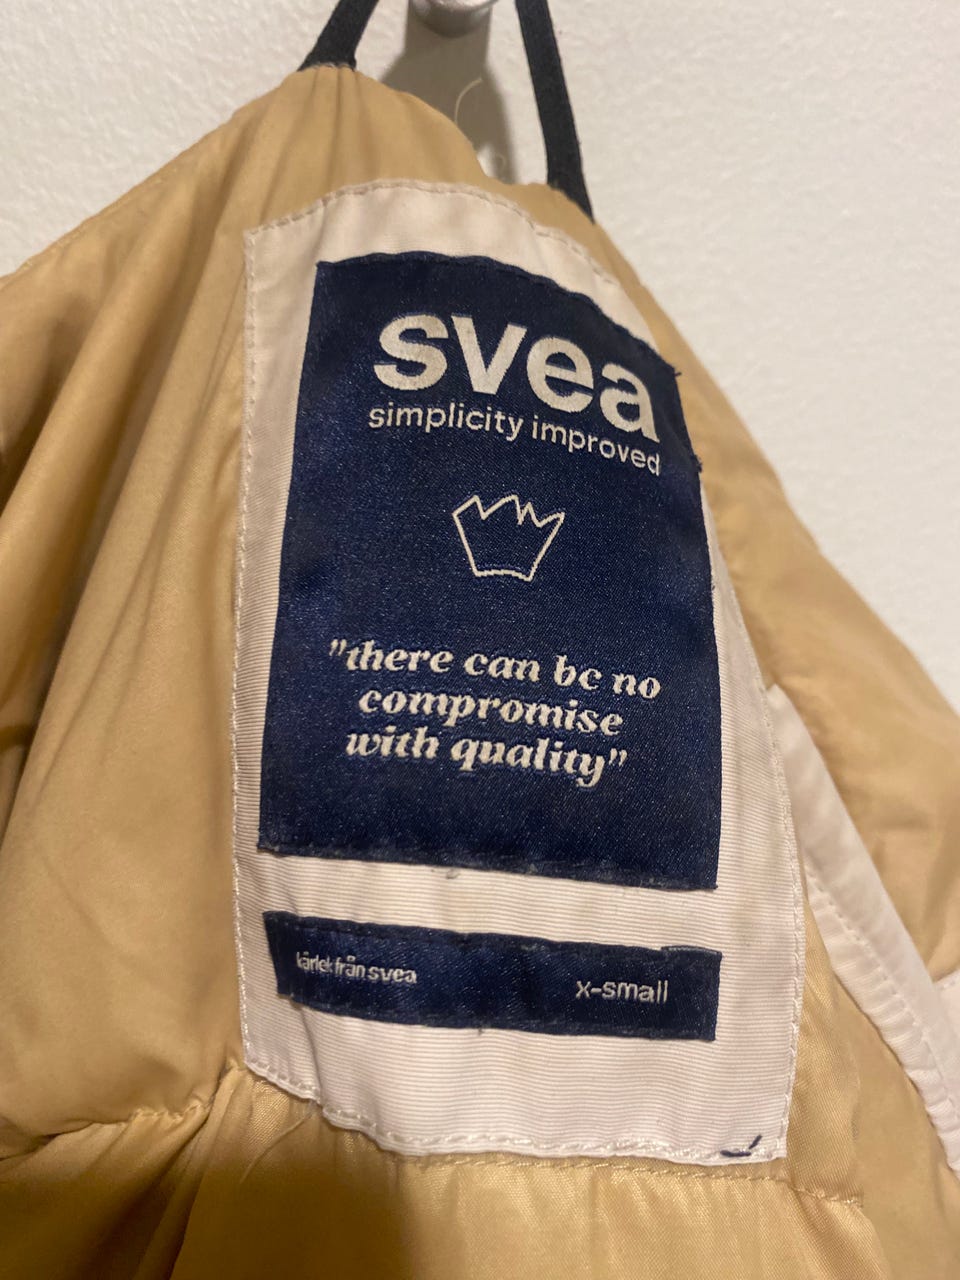 svea
simplicity improved
"there can be no
compromise
with quality"
kärlek från svea
x-small